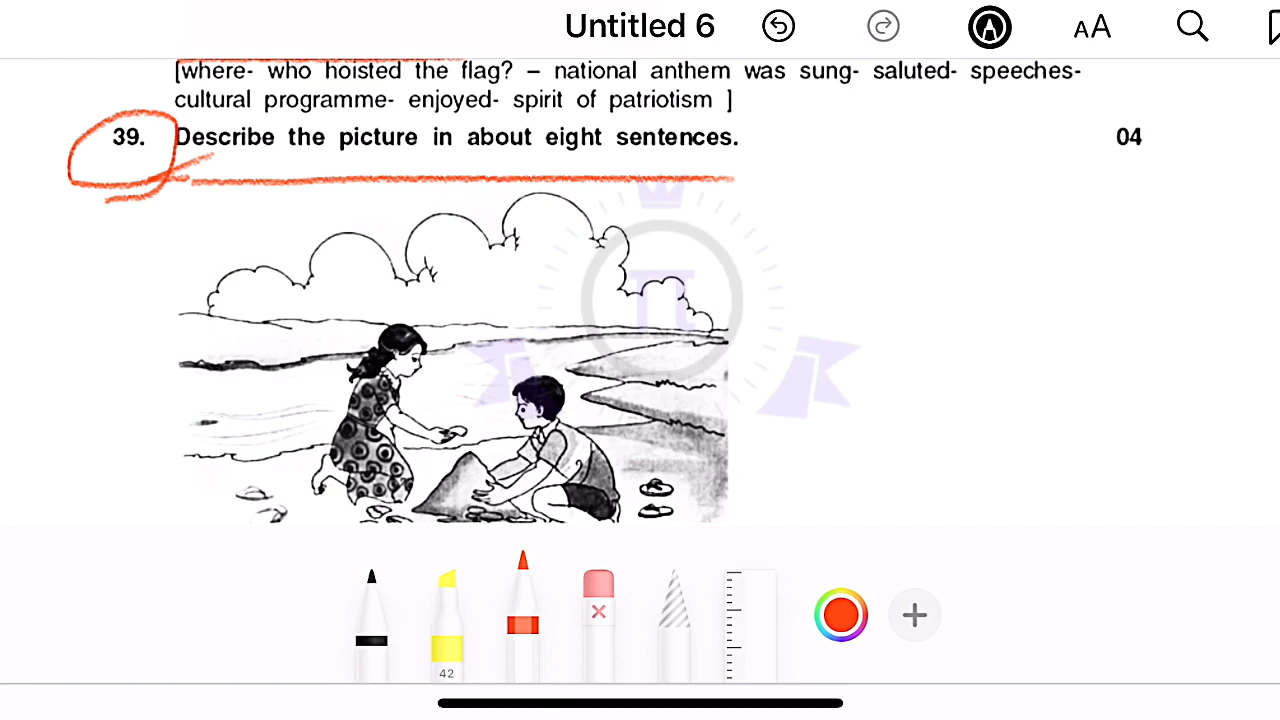 Untitled 6
AA
[where- who hoisted the flag? – national anthem was sung- saluted- speeches-
cultural programme- enjoyed- spirit of patriotism ]
39. Describe the picture in about eight sentences. 04
42